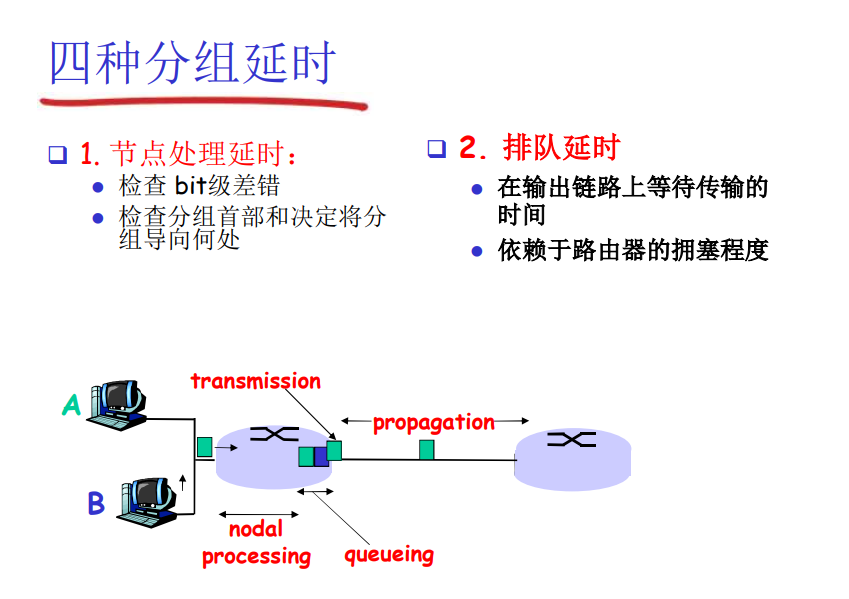 四种分组延时
1. 节点处理延时：
检查 bit级差错
检查分组首部和决定将分
组导向何处
2. 排队延时
在输出链路上等待传输的
时间
依赖于路由器的拥塞程度
transmission
A
propagation
B
nodal
processing
queueing